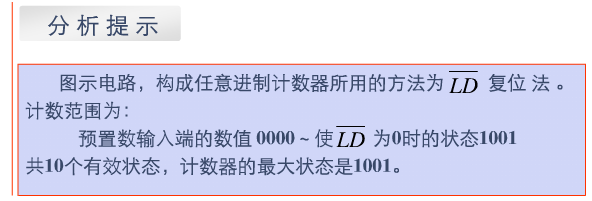 分析提示
图示电路，构成任意进制计数器所用的方法为 L̅D̅ 复位 法 。
计数范围为：
预置数输入端的数值 0000 ~ 使 L̅D̅ 为0时的状态1001
共10个有效状态，计数器的最大状态是1001。